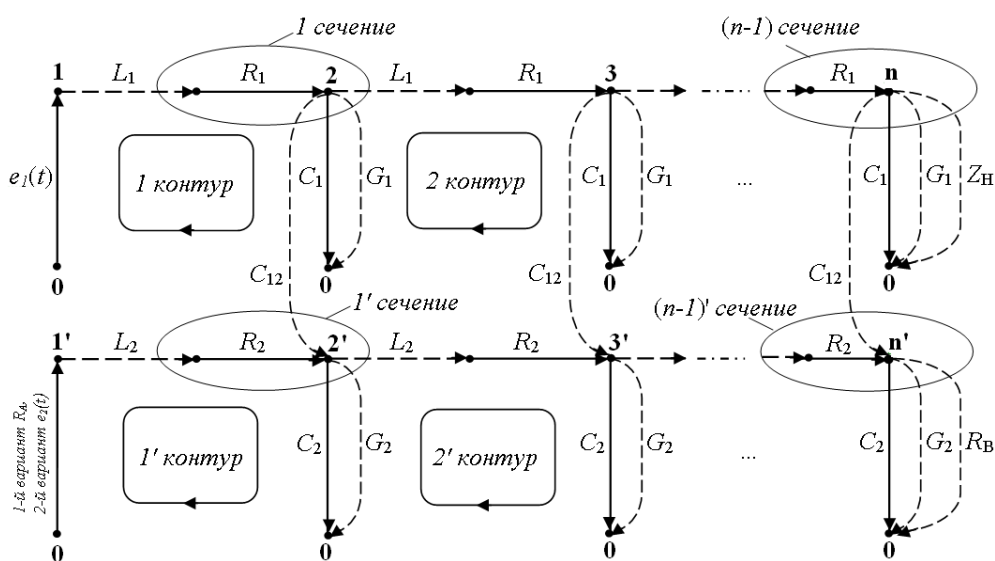 1 сечение
(n-1) сечение
1 L₁ R₁ 2 L₁ R₁ 3 R₁ n
e₁(t) 1 контур C₁ G₁ 2 контур C₁ G₁ ... C₁ G₁ Z_Н
0 C₁₂ 0 C₁₂ 0 C₁₂ 0
1' сечение
(n-1)' сечение
1' L₂ R₂ 2' L₂ R₂ 3' R₂ n'
1-й вариант R_A,
2-й вариант e₂(t)
1' контур C₂ G₂ 2' контур C₂ G₂ ... C₂ G₂ R_B
0 0 0 0